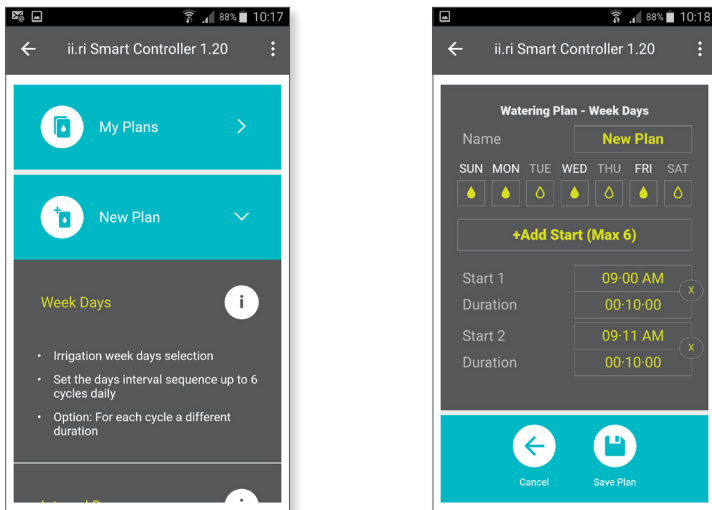 88% 10:17
ii.ri Smart Controller 1.20
My Plans
New Plan
Week Days
i
• Irrigation week days selection
• Set the days interval sequence up to 6
cycles daily
• Option: For each cycle a different
duration
88% 10:18
ii.ri Smart Controller 1.20
Watering Plan - Week Days
Name New Plan
SUN MON TUE WED THU FRI SAT
+Add Start (Max 6)
Start 1 09·00 AM
X
Duration 00·10·00
Start 2 09·11 AM
X
Duration 00·10·00
Cancel Save Plan